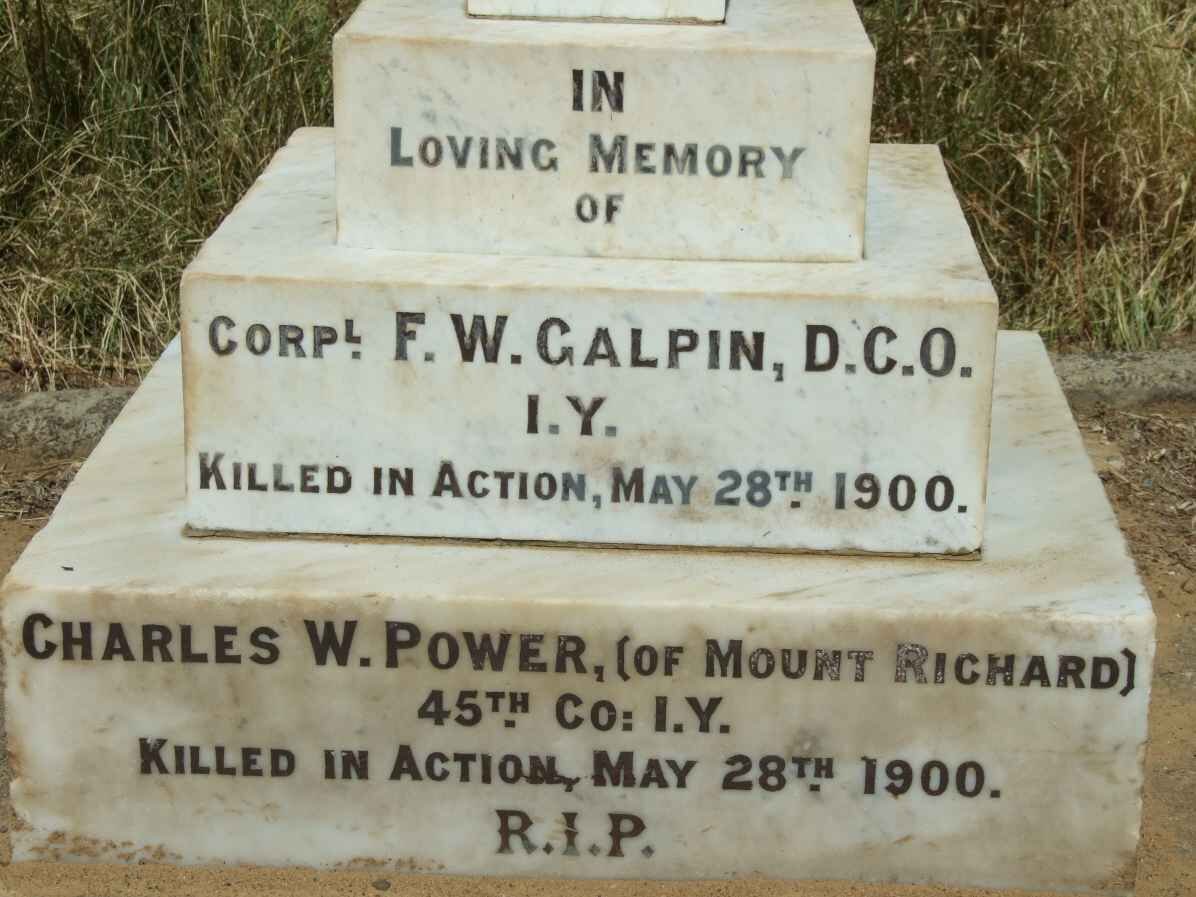 IN
LOVING MEMORY
OF
CORPL. F. W. GALPIN, D.C.O.
I.Y.
KILLED IN ACTION, MAY 28TH. 1900.
CHARLES W. POWER, (OF MOUNT RICHARD)
45TH. CO: I.Y.
KILLED IN ACTION, MAY 28TH. 1900.
R.I.P.